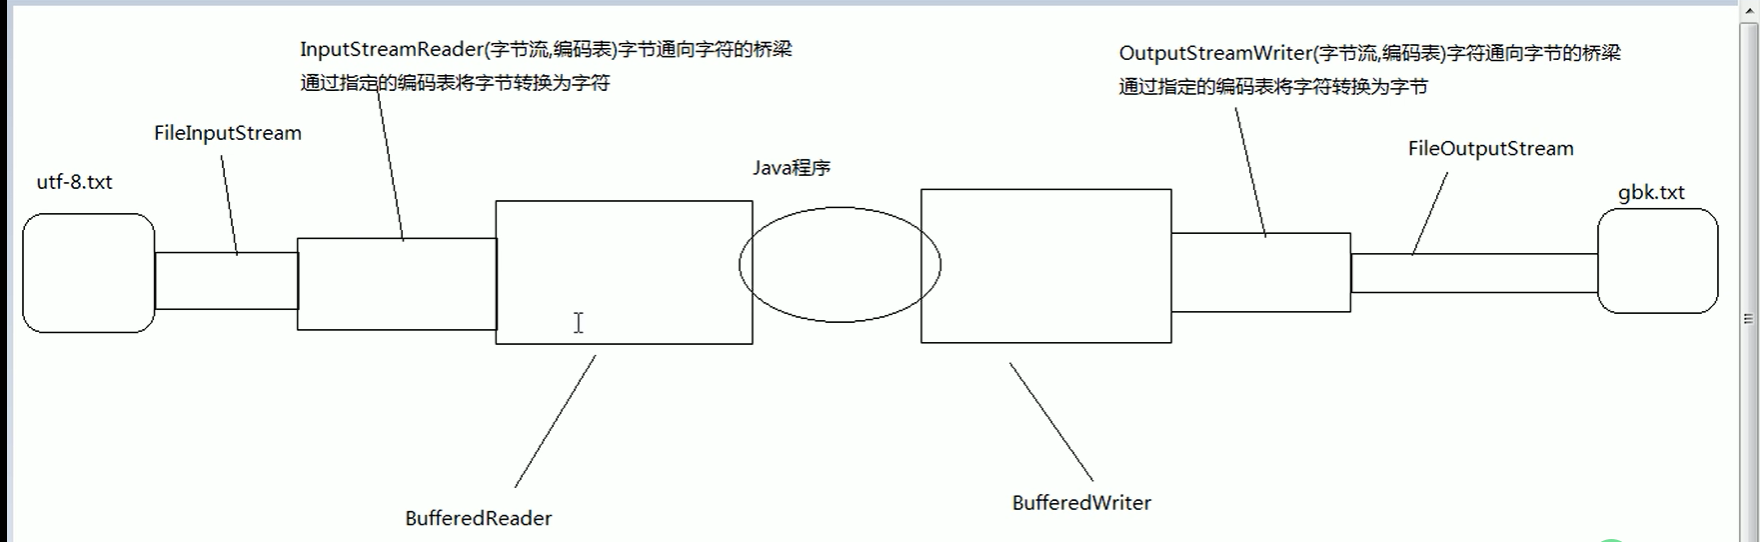 InputStreamReader(字节流,编码表)字节通向字符的桥梁
通过指定的编码表将字节转换为字符
OutputStreamWriter(字节流,编码表)字符通向字节的桥梁
通过指定的编码表将字符转换为字节
FileInputStream
FileOutputStream
Java程序
utf-8.txt
gbk.txt
BufferedReader
BufferedWriter